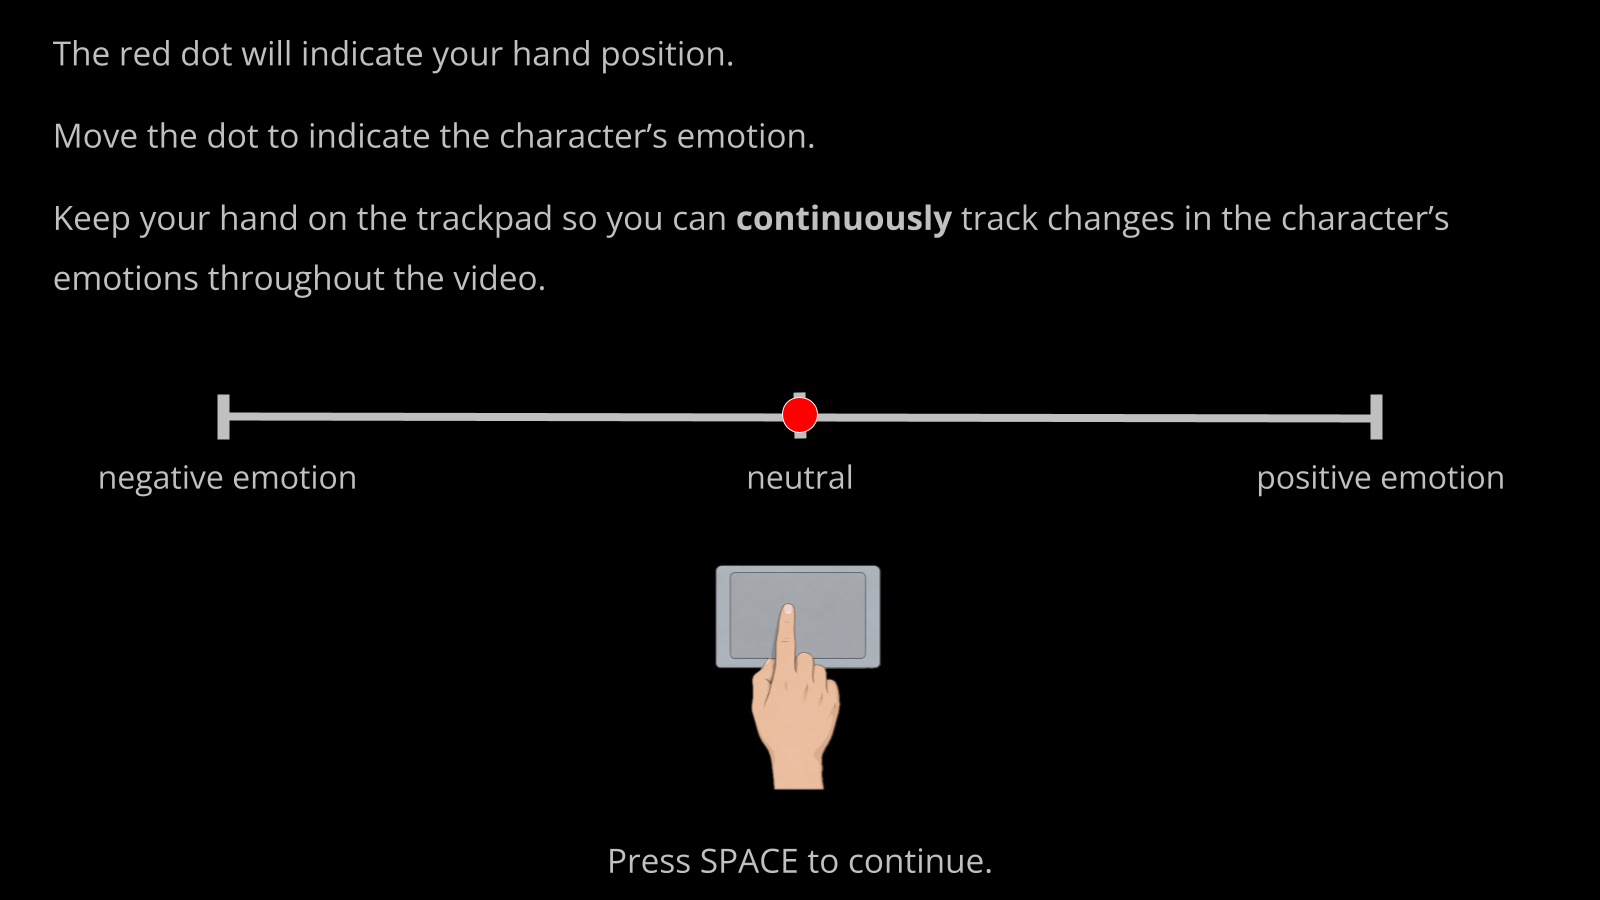 The red dot will indicate your hand position.
Move the dot to indicate the character’s emotion.
Keep your hand on the trackpad so you can continuously track changes in the character’s
emotions throughout the video.
negative emotion
neutral
positive emotion
Press SPACE to continue.